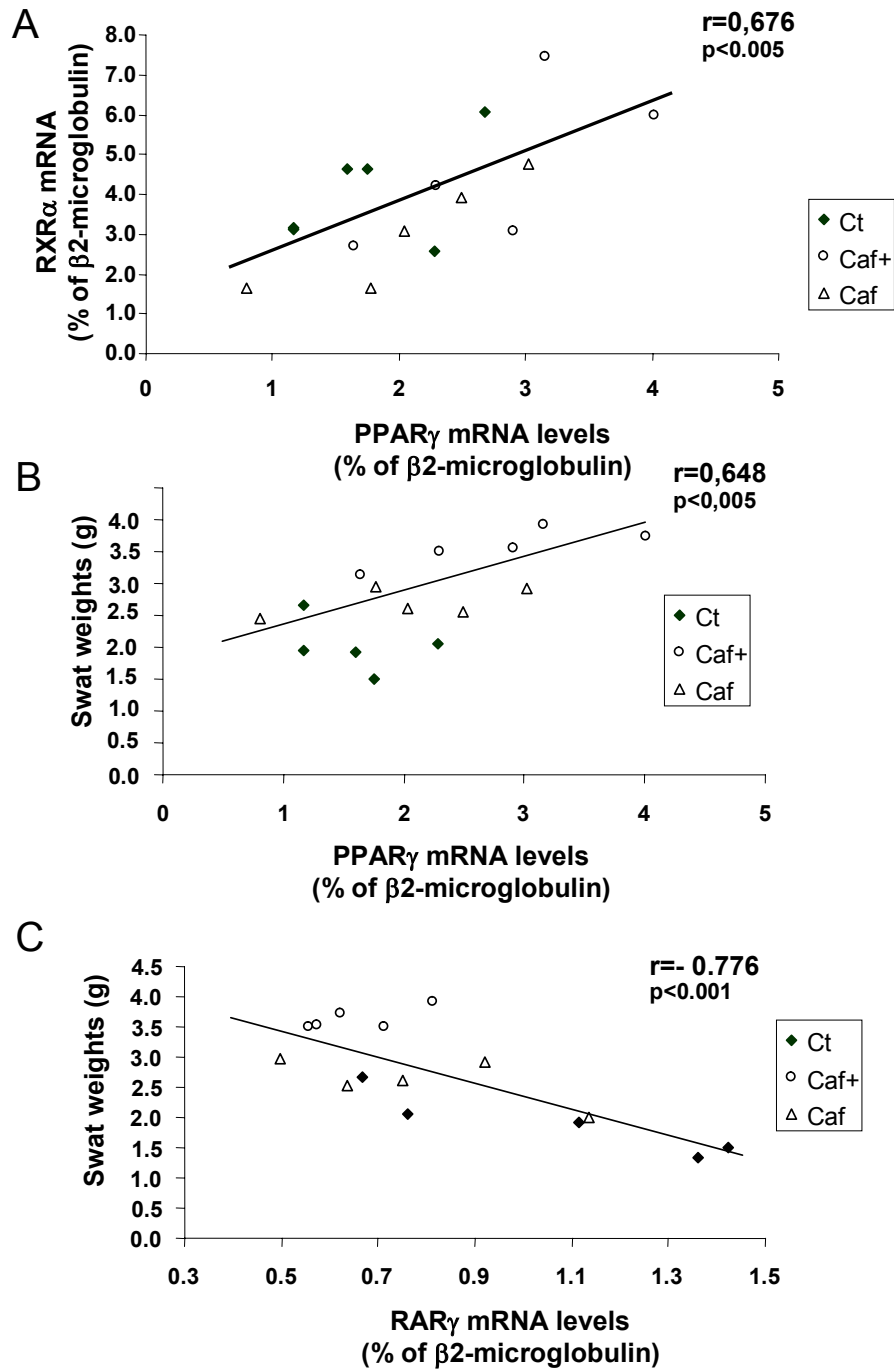 A
r=0,676
p<0.005
RXRα mRNA
(% of β2-microglobulin)
8.0
7.0
6.0
5.0
4.0
3.0
2.0
1.0
0.0
0 1 2 3 4 5
PPARγ mRNA levels
(% of β2-microglobulin)
Ct
Caf+
Caf
B
r=0,648
p<0,005
Swat weights (g)
4.0
3.5
3.0
2.5
2.0
1.5
1.0
0.5
0.0
0 1 2 3 4 5
PPARγ mRNA levels
(% of β2-microglobulin)
Ct
Caf+
Caf
C
r=- 0.776
p<0.001
Swat weights (g)
4.5
4.0
3.5
3.0
2.5
2.0
1.5
1.0
0.5
0.0
0.3 0.5 0.7 0.9 1.1 1.3 1.5
RARγ mRNA levels
(% of β2-microglobulin)
Ct
Caf+
Caf